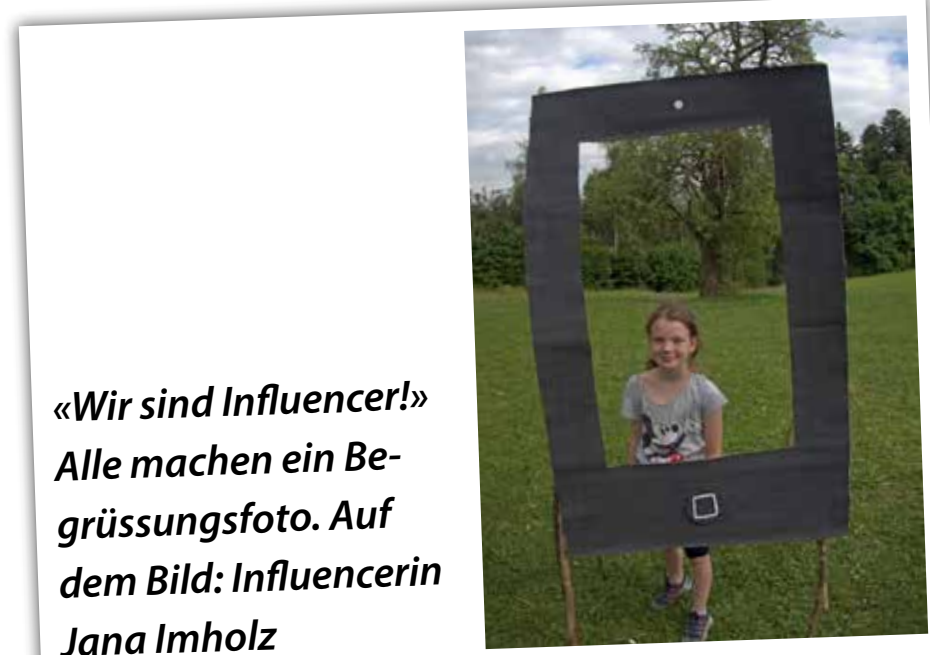 «Wir sind Influencer!»
Alle machen ein Be-
grüssungsfoto. Auf
dem Bild: Influencerin
Jana Imholz